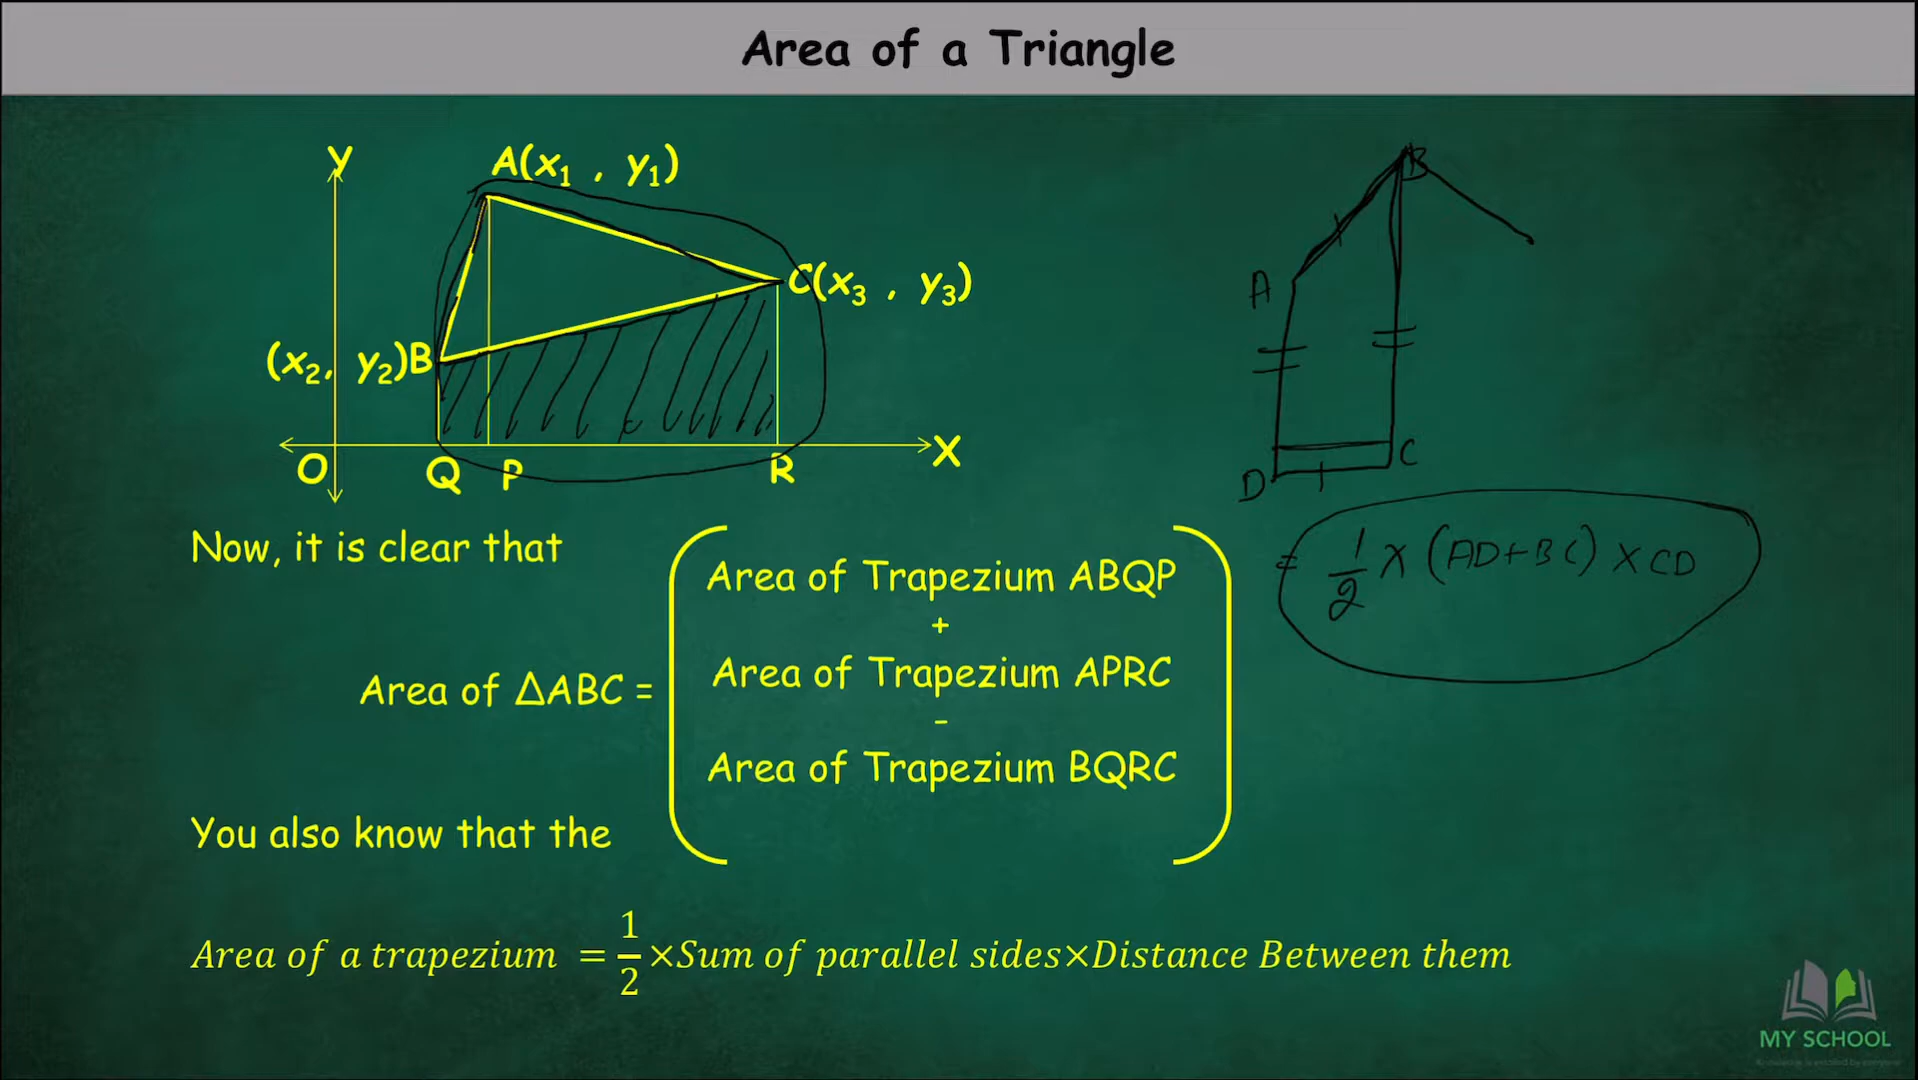 Area of a Triangle
Y
A(x₁ , y₁)
C(x₃ , y₃)
(x₂, y₂)B
O
Q
P
R
X
B
A
D
C
= 1/2 × (AD+BC) × CD
Now, it is clear that
Area of ΔABC =
Area of Trapezium ABQP
+
Area of Trapezium APRC
-
Area of Trapezium BQRC
You also know that the
Area of a trapezium = 1/2 ×Sum of parallel sides×Distance Between them
MY SCHOOL